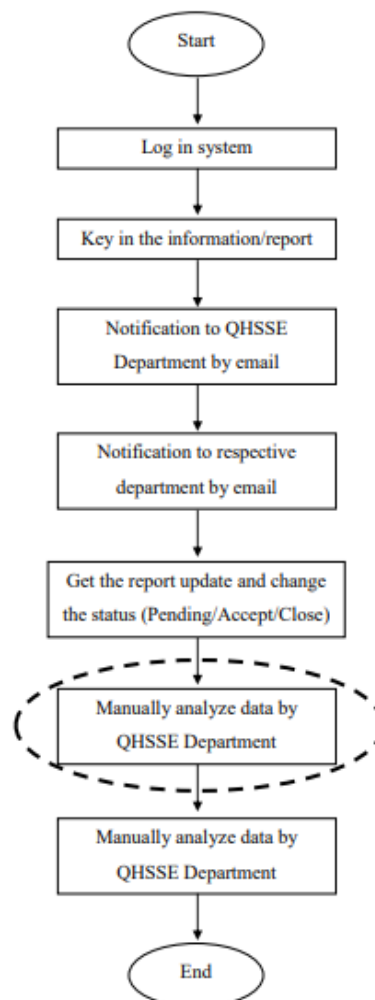 Start
Log in system
Key in the information/report
Notification to QHSSE
Department by email
Notification to respective
department by email
Get the report update and change
the status (Pending/Accept/Close)
Manually analyze data by
QHSSE Department
Manually analyze data by
QHSSE Department
End